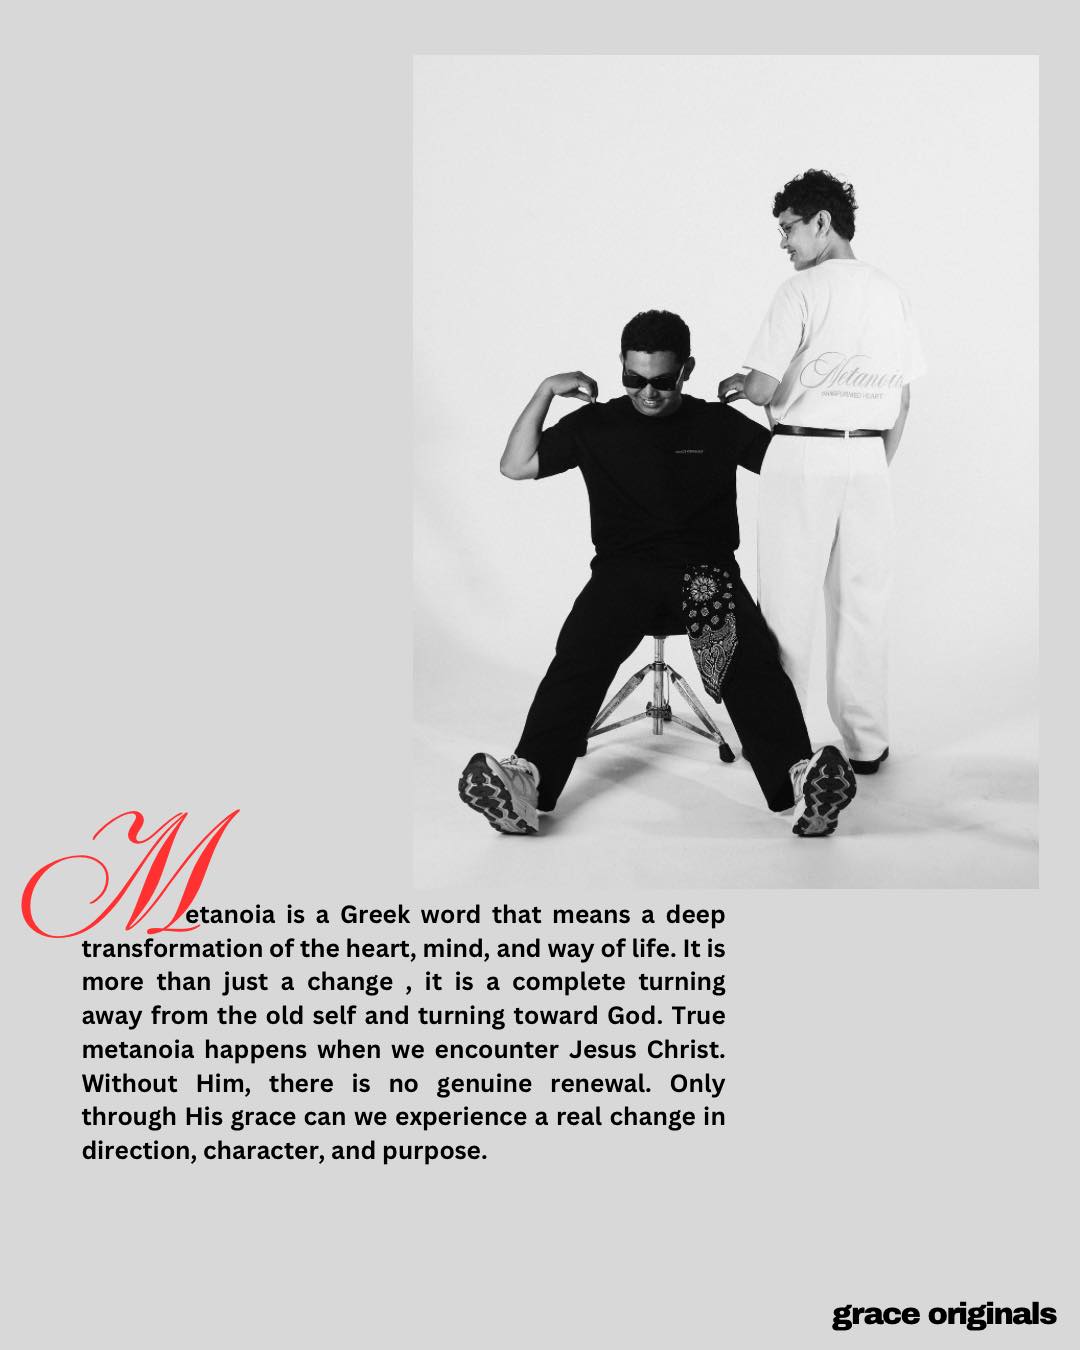 Metanoia
TRANSFORMED HEART
Metanoia is a Greek word that means a deep
transformation of the heart, mind, and way of life. It is
more than just a change , it is a complete turning
away from the old self and turning toward God. True
metanoia happens when we encounter Jesus Christ.
Without Him, there is no genuine renewal. Only
through His grace can we experience a real change in
direction, character, and purpose.
grace originals